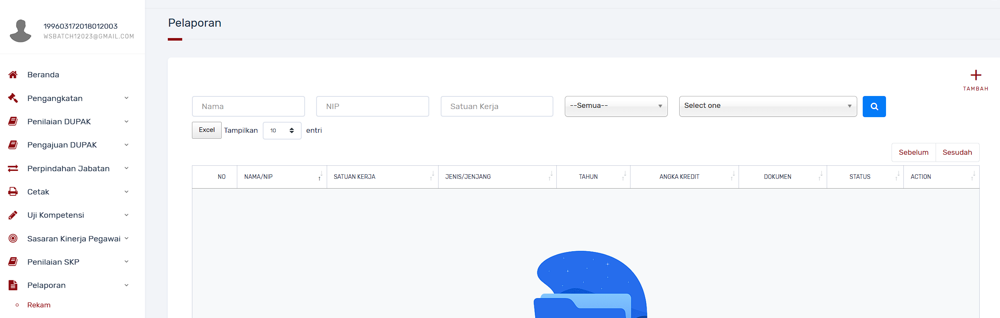 199603172018012003
WSBATCH12023@GMAIL.COM
Beranda
Pengangkatan
Penilaian DUPAK
Pengajuan DUPAK
Perpindahan Jabatan
Cetak
Uji Kompetensi
Sasaran Kinerja Pegawai
Penilaian SKP
Pelaporan
Rekam
Pelaporan
TAMBAH
Nama NIP Satuan Kerja --Semua-- Select one
Excel Tampilkan 10 entri
Sebelum Sesudah
NO NAMA/NIP SATUAN KERJA JENIS/JENJANG TAHUN ANGKA KREDIT DOKUMEN STATUS ACTION